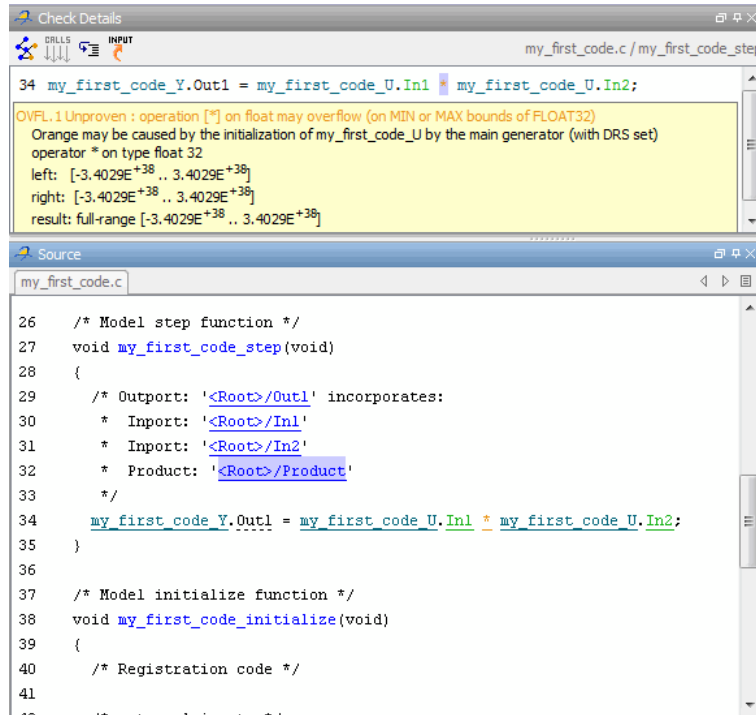 Check Details
CALLS
INPUT
my_first_code.c / my_first_code_step
34 my_first_code_Y.Out1 = my_first_code_U.In1 * my_first_code_U.In2;
OVFL.1 Unproven : operation [*] on float may overflow (on MIN or MAX bounds of FLOAT32)
Orange may be caused by the initialization of my_first_code_U by the main generator (with DRS set)
operator * on type float 32
left: [-3.4029E+38 .. 3.4029E+38]
right: [-3.4029E+38 .. 3.4029E+38]
result: full-range [-3.4029E+38 .. 3.4029E+38]
Source
my_first_code.c
26 /* Model step function */
27 void my_first_code_step(void)
28 {
29 /* Outport: '<Root>/Out1' incorporates:
30 * Inport: '<Root>/In1'
31 * Inport: '<Root>/In2'
32 * Product: '<Root>/Product'
33 */
34 my_first_code_Y.Out1 = my_first_code_U.In1 * my_first_code_U.In2;
35 }
36
37 /* Model initialize function */
38 void my_first_code_initialize(void)
39 {
40 /* Registration code */
41